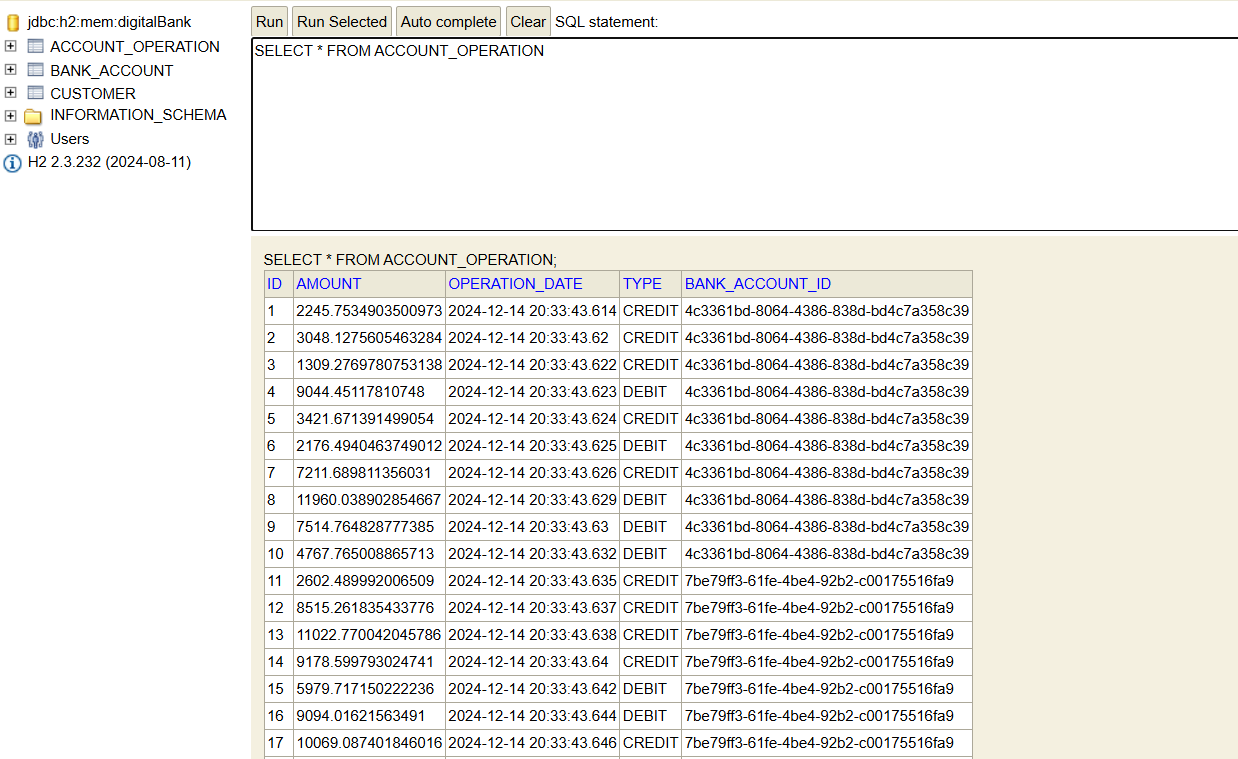 jdbc:h2:mem:digitalBank
ACCOUNT_OPERATION
BANK_ACCOUNT
CUSTOMER
INFORMATION_SCHEMA
Users
H2 2.3.232 (2024-08-11)
Run Run Selected Auto complete Clear SQL statement:
SELECT * FROM ACCOUNT_OPERATION
SELECT * FROM ACCOUNT_OPERATION;
ID AMOUNT OPERATION_DATE TYPE BANK_ACCOUNT_ID
1 2245.7534903500973 2024-12-14 20:33:43.614 CREDIT 4c3361bd-8064-4386-838d-bd4c7a358c39
2 3048.1275605463284 2024-12-14 20:33:43.62 CREDIT 4c3361bd-8064-4386-838d-bd4c7a358c39
3 1309.2769780753138 2024-12-14 20:33:43.622 CREDIT 4c3361bd-8064-4386-838d-bd4c7a358c39
4 9044.45117810748 2024-12-14 20:33:43.623 DEBIT 4c3361bd-8064-4386-838d-bd4c7a358c39
5 3421.671391499054 2024-12-14 20:33:43.624 CREDIT 4c3361bd-8064-4386-838d-bd4c7a358c39
6 2176.4940463749012 2024-12-14 20:33:43.625 DEBIT 4c3361bd-8064-4386-838d-bd4c7a358c39
7 7211.689811356031 2024-12-14 20:33:43.626 CREDIT 4c3361bd-8064-4386-838d-bd4c7a358c39
8 11960.038902854667 2024-12-14 20:33:43.629 DEBIT 4c3361bd-8064-4386-838d-bd4c7a358c39
9 7514.764828777385 2024-12-14 20:33:43.63 DEBIT 4c3361bd-8064-4386-838d-bd4c7a358c39
10 4767.765008865713 2024-12-14 20:33:43.632 DEBIT 4c3361bd-8064-4386-838d-bd4c7a358c39
11 2602.489992006509 2024-12-14 20:33:43.635 CREDIT 7be79ff3-61fe-4be4-92b2-c00175516fa9
12 8515.261835433776 2024-12-14 20:33:43.637 CREDIT 7be79ff3-61fe-4be4-92b2-c00175516fa9
13 11022.770042045786 2024-12-14 20:33:43.638 CREDIT 7be79ff3-61fe-4be4-92b2-c00175516fa9
14 9178.599793024741 2024-12-14 20:33:43.64 CREDIT 7be79ff3-61fe-4be4-92b2-c00175516fa9
15 5979.717150222236 2024-12-14 20:33:43.642 DEBIT 7be79ff3-61fe-4be4-92b2-c00175516fa9
16 9094.01621563491 2024-12-14 20:33:43.644 DEBIT 7be79ff3-61fe-4be4-92b2-c00175516fa9
17 10069.087401846016 2024-12-14 20:33:43.646 CREDIT 7be79ff3-61fe-4be4-92b2-c00175516fa9